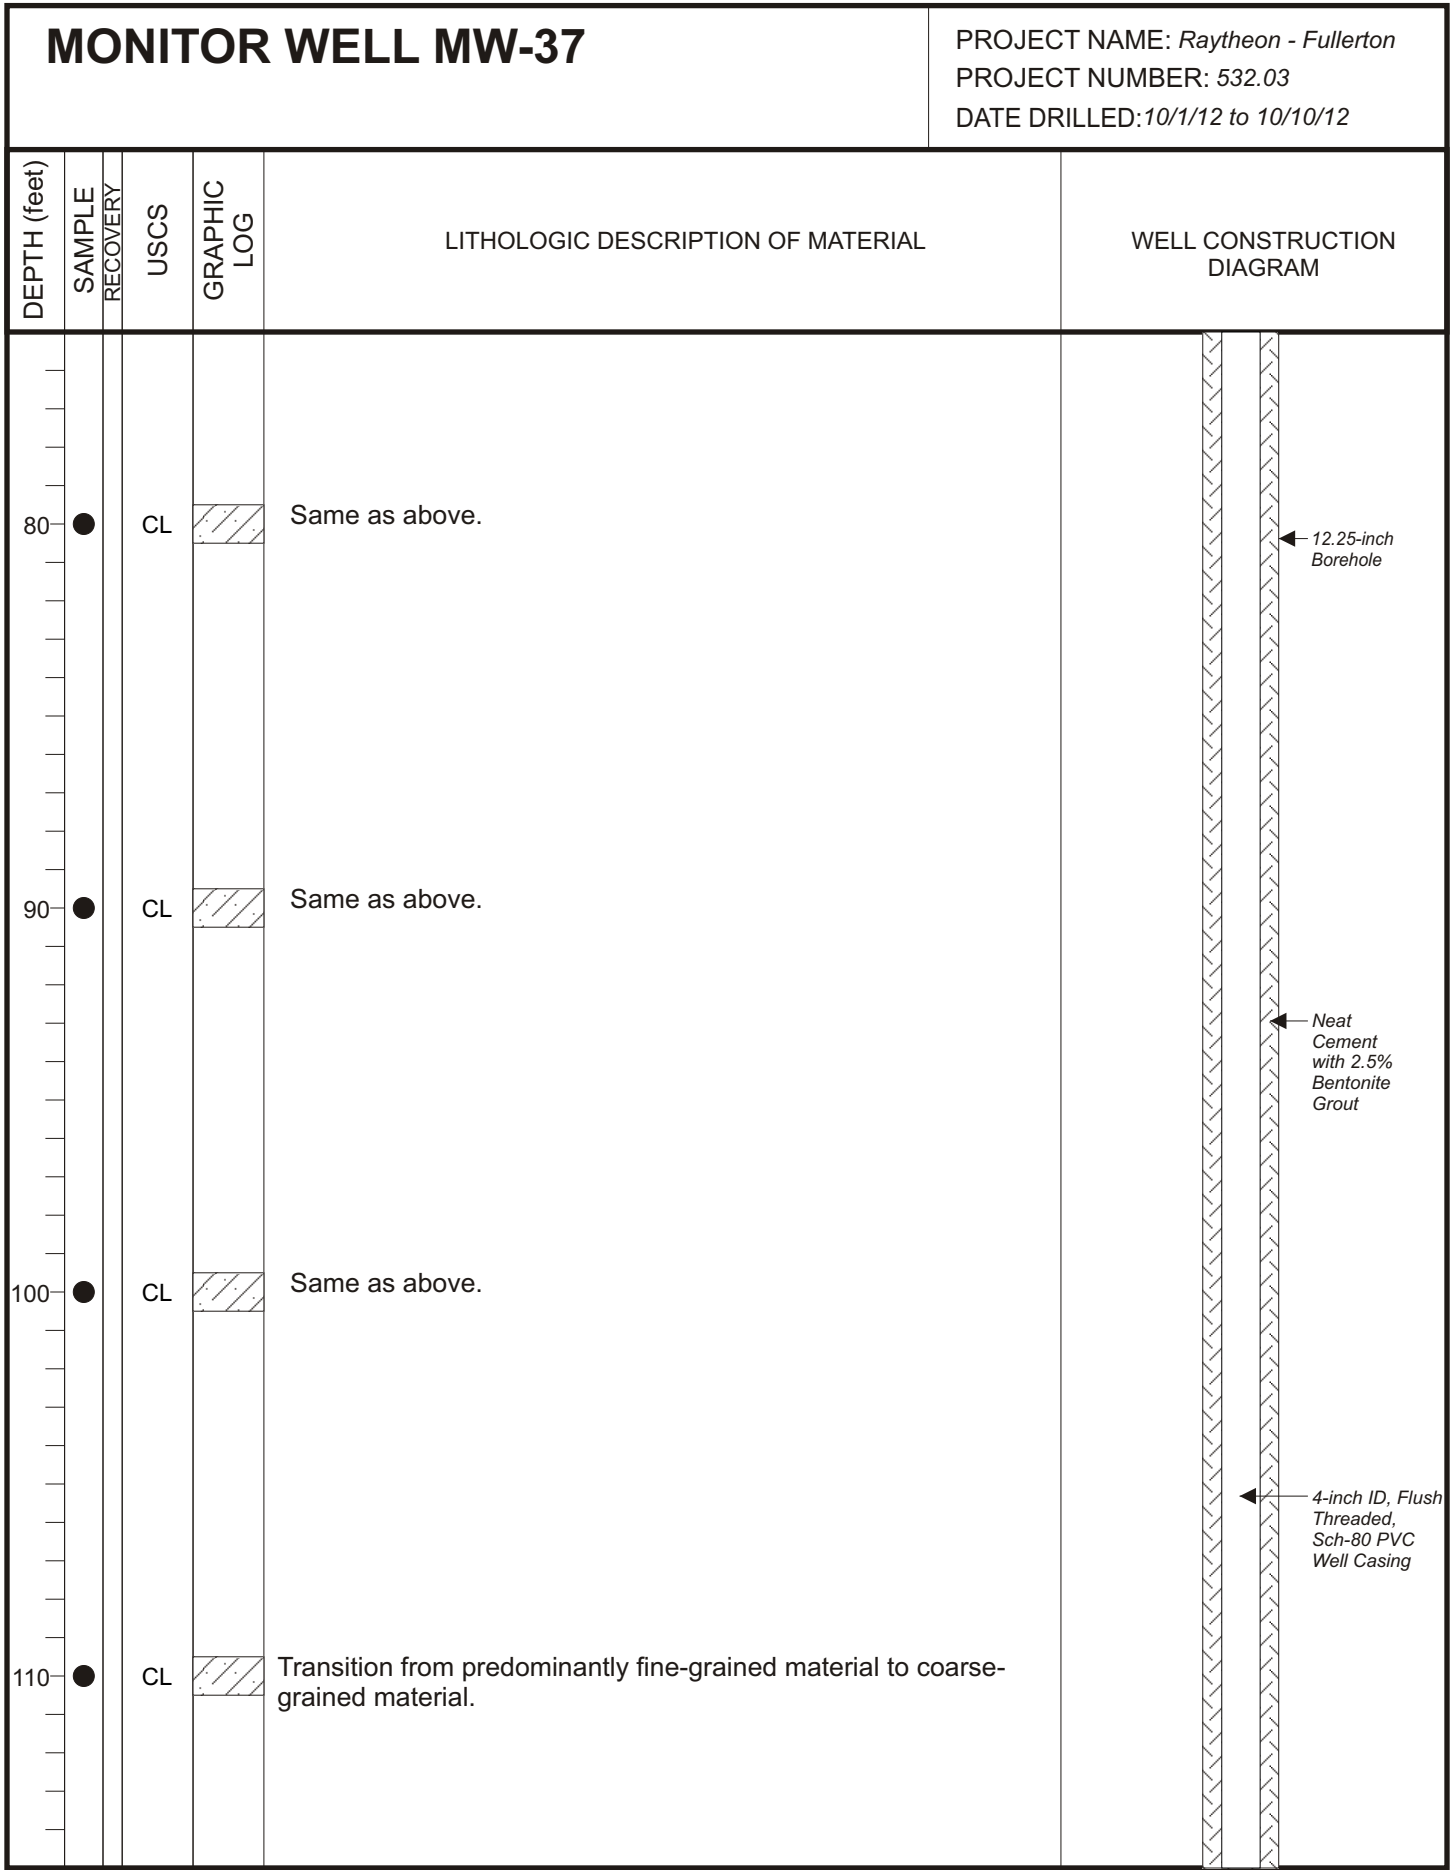 MONITOR WELL MW-37
PROJECT NAME: Raytheon - Fullerton
PROJECT NUMBER: 532.03
DATE DRILLED:10/1/12 to 10/10/12
DEPTH (feet)
SAMPLE
RECOVERY
USCS
GRAPHIC
LOG
LITHOLOGIC DESCRIPTION OF MATERIAL
WELL CONSTRUCTION
DIAGRAM
80 CL Same as above.
12.25-inch
Borehole
90 CL Same as above.
Neat
Cement
with 2.5%
Bentonite
Grout
100 CL Same as above.
4-inch ID, Flush
Threaded,
Sch-80 PVC
Well Casing
110 CL Transition from predominantly fine-grained material to coarse-
grained material.